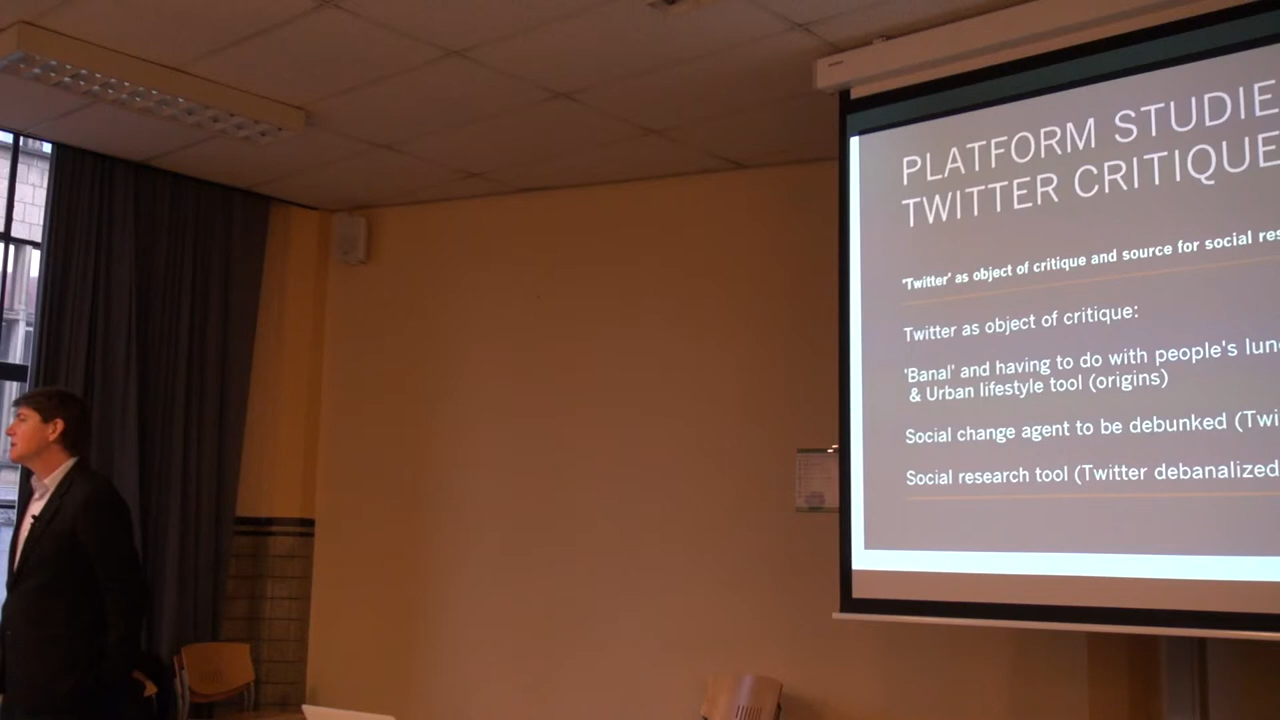 PLATFORM STUDIE
TWITTER CRITIQUE
'Twitter' as object of critique and source for social res
Twitter as object of critique:
'Banal' and having to do with people's lun
& Urban lifestyle tool (origins)
Social change agent to be debunked (Twi
Social research tool (Twitter debanalized